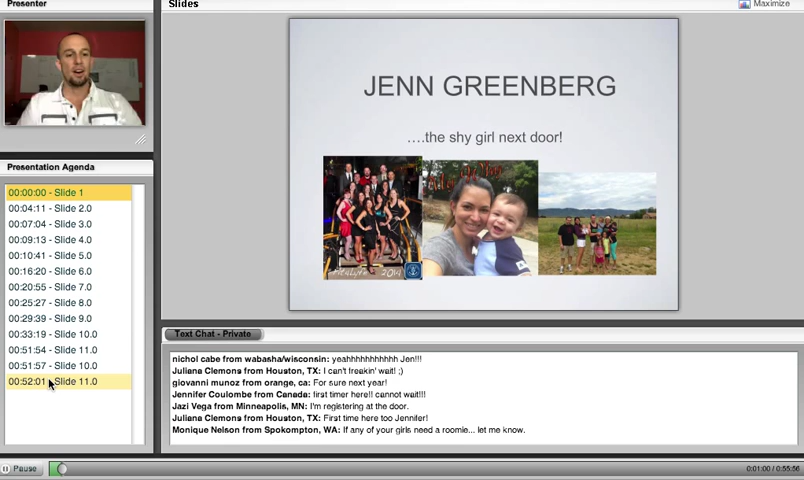 Presenter
Slides
Maximize
JENN GREENBERG
....the shy girl next door!
Presentation Agenda
00:00:00 - Slide 1
00:04:11 - Slide 2.0
00:07:04 - Slide 3.0
00:09:13 - Slide 4.0
00:10:41 - Slide 5.0
00:16:20 - Slide 6.0
00:20:55 - Slide 7.0
00:25:27 - Slide 8.0
00:29:39 - Slide 9.0
00:33:19 - Slide 10.0
00:51:54 - Slide 11.0
00:51:57 - Slide 10.0
00:52:01 - Slide 11.0
Text Chat - Private
nichol cabe from wabasha/wisconsin: yeahhhhhhhhhh Jen!!!
Juliana Clemons from Houston, TX: I can't freakin' wait! ;)
giovanni munoz from orange, ca: For sure next year!
Jennifer Coulombe from Canada: first timer here!! cannot wait!!!
Jazi Vega from Minneapolis, MN: I'm registering at the door.
Juliana Clemons from Houston, TX: First time here too Jennifer!
Monique Nelson from Spokompton, WA: If any of your girls need a roomie... let me know.
Pause
0:01:00 / 0:55:56